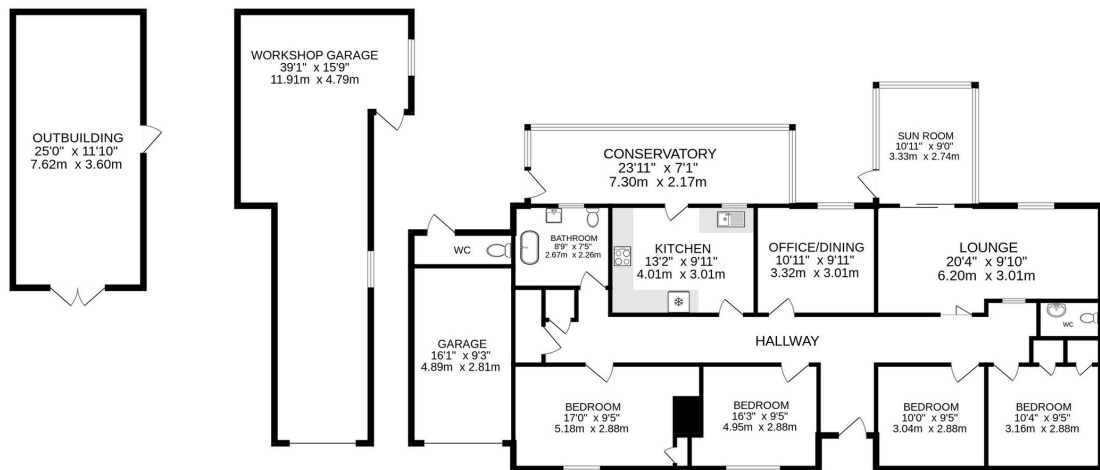 OUTBUILDING
25'0" x 11'10"
7.62m x 3.60m
WORKSHOP GARAGE
39'1" x 15'9"
11.91m x 4.79m
CONSERVATORY
23'11" x 7'1"
7.30m x 2.17m
SUN ROOM
10'11" x 9'0"
3.33m x 2.74m
WC
BATHROOM
8'9" x 7'5"
2.67m x 2.26m
KITCHEN
13'2" x 9'11"
4.01m x 3.01m
OFFICE/DINING
10'11" x 9'11"
3.32m x 3.01m
LOUNGE
20'4" x 9'10"
6.20m x 3.01m
WC
HALLWAY
GARAGE
16'1" x 9'3"
4.89m x 2.81m
BEDROOM
17'0" x 9'5"
5.18m x 2.88m
BEDROOM
16'3" x 9'5"
4.95m x 2.88m
BEDROOM
10'0" x 9'5"
3.04m x 2.88m
BEDROOM
10'4" x 9'5"
3.16m x 2.88m